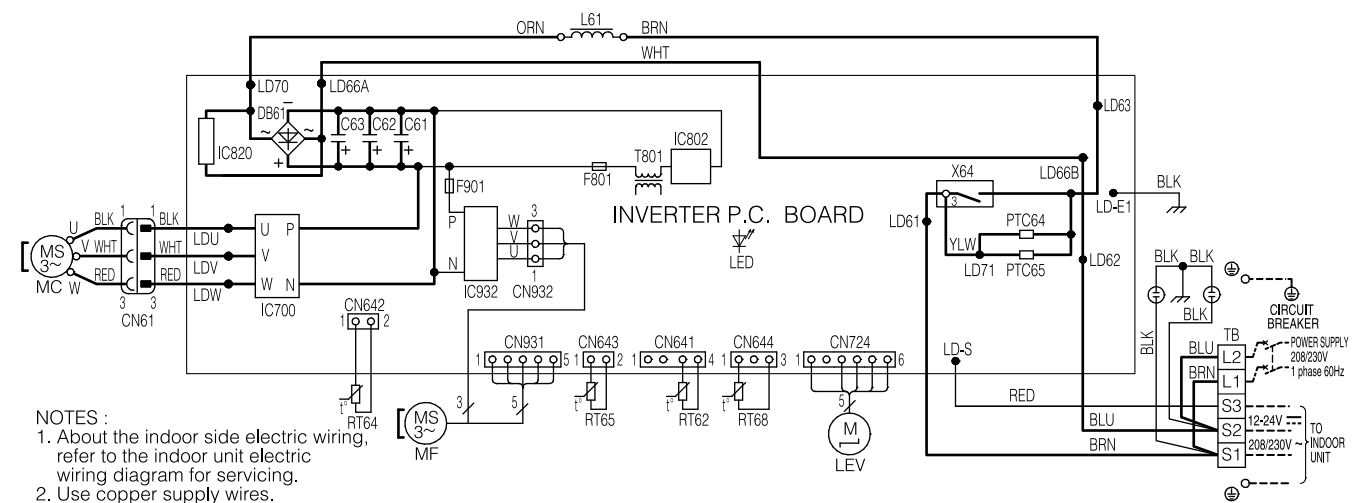 ORN L61 BRN
WHT
LD70 LD66A
DB61 −
~ ~
+
IC820
C63 C62 C61
+ + +
LD63
T801 IC802
F801
F901
X64
3
LD66B
BLK
LD-E1
INVERTER P.C. BOARD
LED
LD61
PTC64
YLW
LD71 PTC65
LD62
U BLK 1 1 BLK LDU U P
MS 3~ V WHT WHT LDV V
MC W RED 3 3 RED LDW W N
CN61
IC700
P W 3
V
N U 1
IC932 CN932
BLK BLK
BLK
BLK
CIRCUIT
BREAKER
TB
BLU L2 POWER SUPPLY
208/230V
BRN L1 1 phase 60Hz
RED S3
BLU S2 12-24V
BRN S1 208/230V ~
TO
INDOOR
UNIT
LD-S
CN642
1 2
t° RT64
CN931
1 5
CN643
1 2
CN641
1 4
CN644
1 3
CN724
1 6
3 5
MS 3~
MF
t° RT65
t° RT62
t° RT68
5
M
LEV
NOTES :
1. About the indoor side electric wiring,
refer to the indoor unit electric
wiring diagram for servicing.
2. Use copper supply wires.